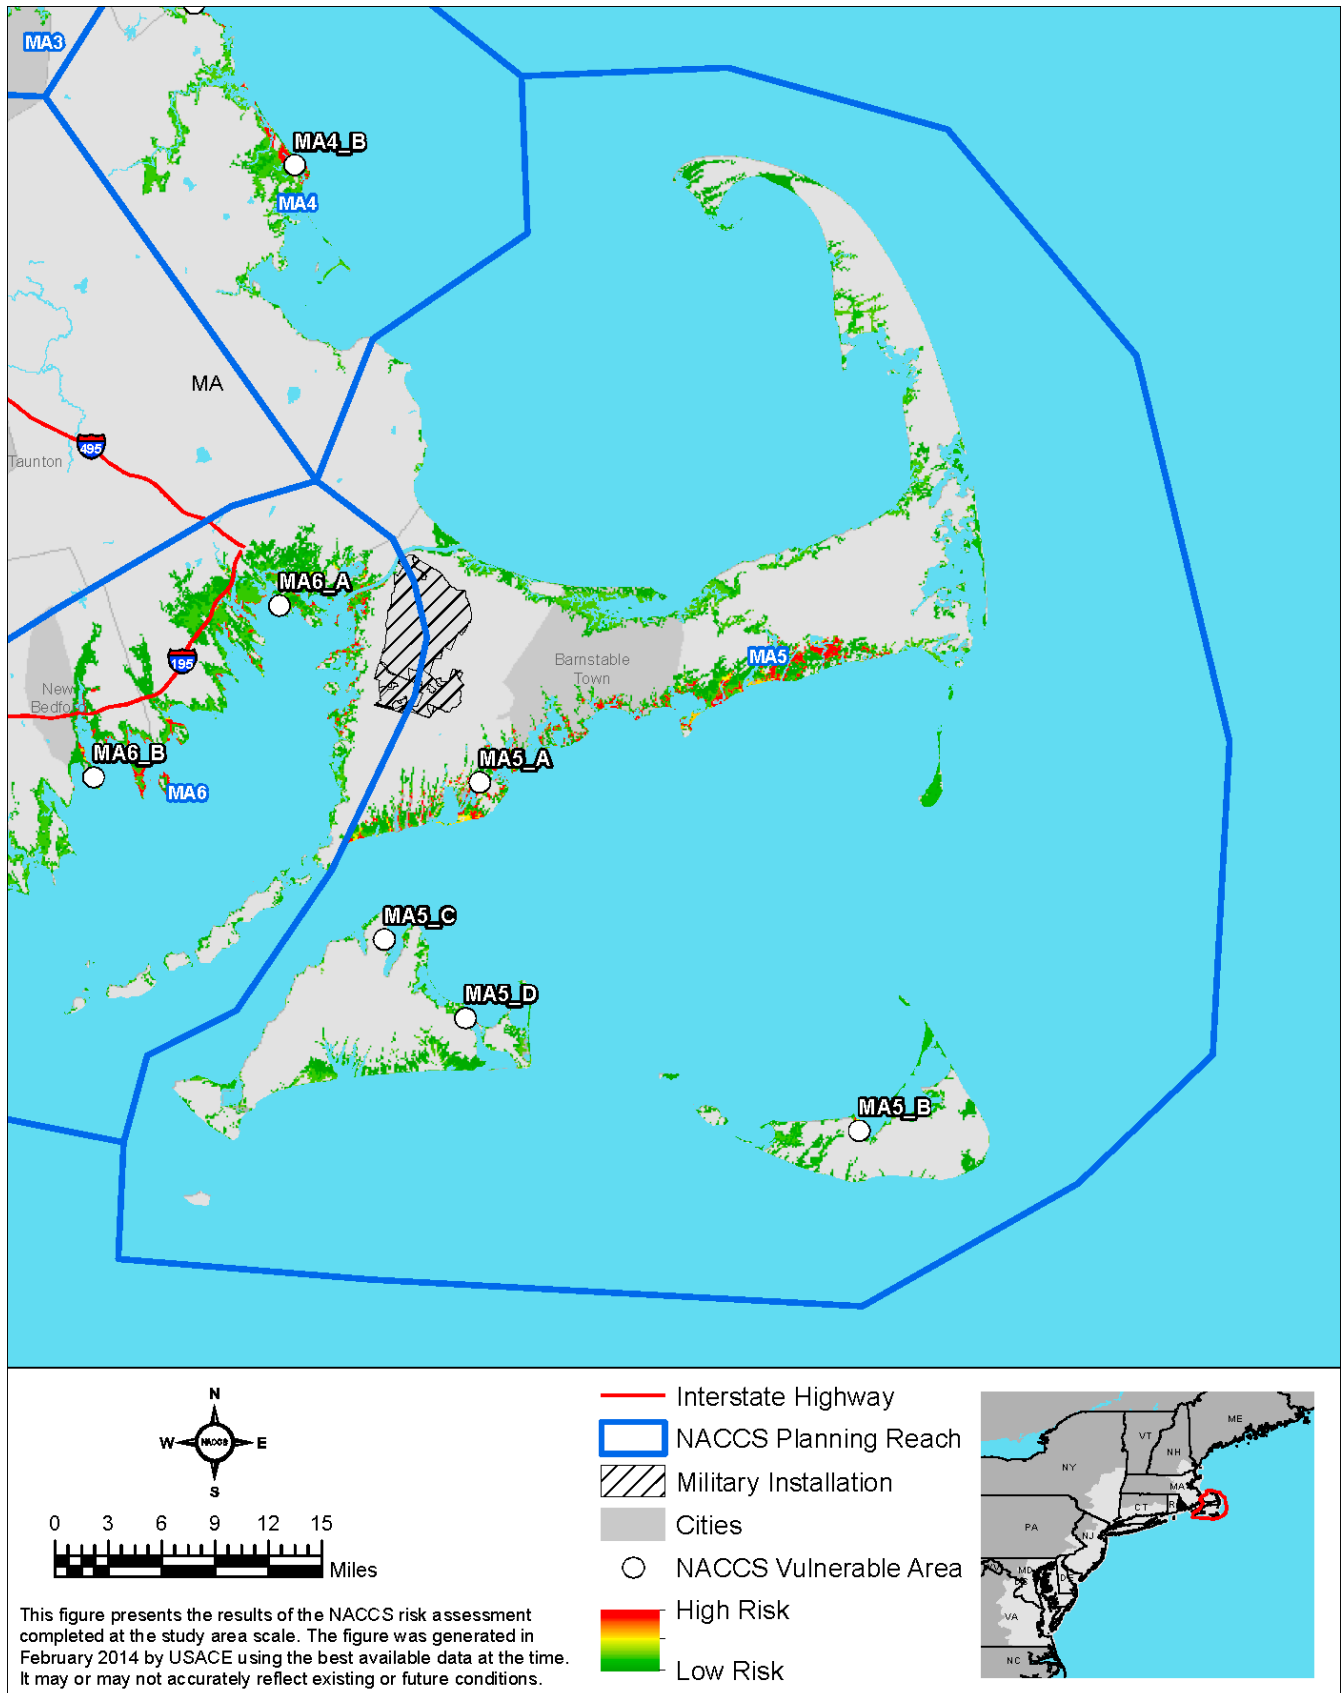 MA3
MA4_B
MA4
MA
495
Taunton
MA6_A
195
New
Bedford
Barnstable
Town
MA5
MA6_B
MA6
MA5_A
MA5_C
MA5_D
MA5_B
N
W NACCS E
S
0 3 6 9 12 15
Miles
This figure presents the results of the NACCS risk assessment
completed at the study area scale. The figure was generated in
February 2014 by USACE using the best available data at the time.
It may or may not accurately reflect existing or future conditions.
Interstate Highway
NACCS Planning Reach
Military Installation
Cities
NACCS Vulnerable Area
High Risk
Low Risk
ME
VT
NH
NY
MA
CT
R
PA
NJ
MD
DE
VA
NC